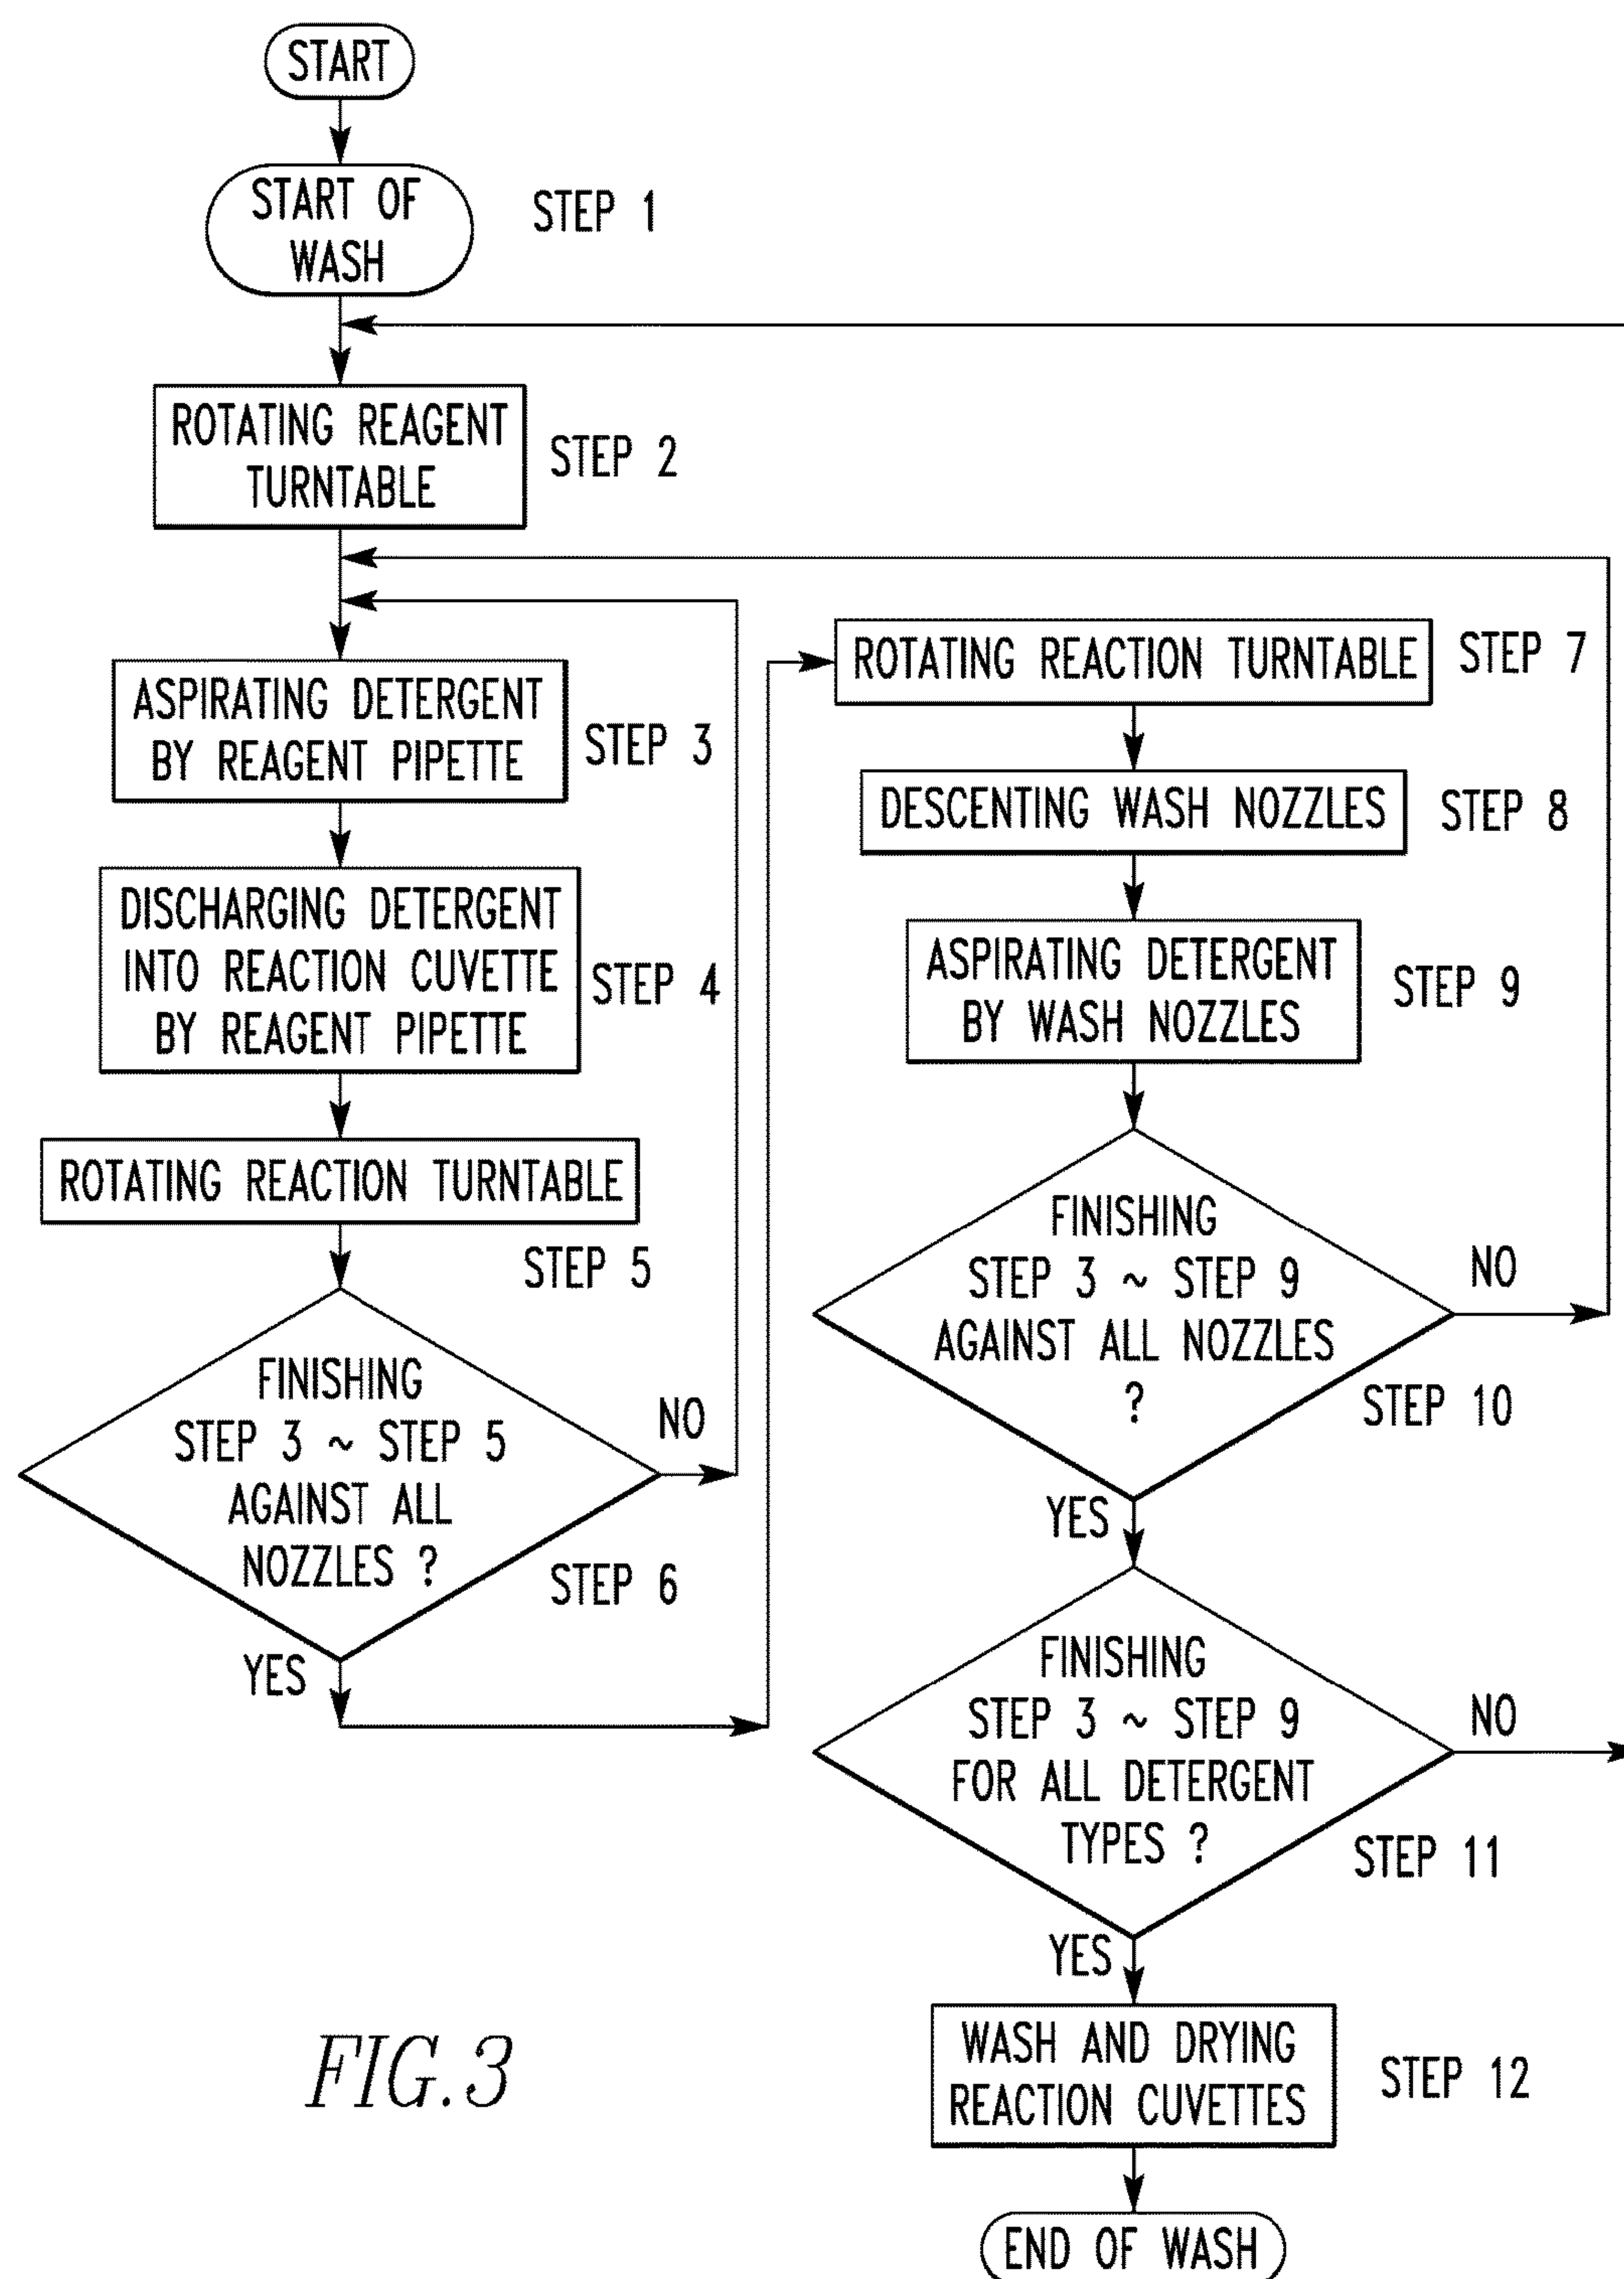 START
START OF
WASH
STEP 1
ROTATING REAGENT
TURNTABLE
STEP 2
ASPIRATING DETERGENT
BY REAGENT PIPETTE
STEP 3
DISCHARGING DETERGENT
INTO REACTION CUVETTE
BY REAGENT PIPETTE
STEP 4
ROTATING REACTION TURNTABLE
STEP 5
FINISHING
STEP 3 ~ STEP 5
AGAINST ALL
NOZZLES ?
NO
STEP 6
YES
ROTATING REACTION TURNTABLE
STEP 7
DESCENTING WASH NOZZLES
STEP 8
ASPIRATING DETERGENT
BY WASH NOZZLES
STEP 9
FINISHING
STEP 3 ~ STEP 9
AGAINST ALL NOZZLES
?
NO
STEP 10
YES
FINISHING
STEP 3 ~ STEP 9
FOR ALL DETERGENT
TYPES ?
NO
STEP 11
YES
WASH AND DRYING
REACTION CUVETTES
STEP 12
END OF WASH
FIG.3